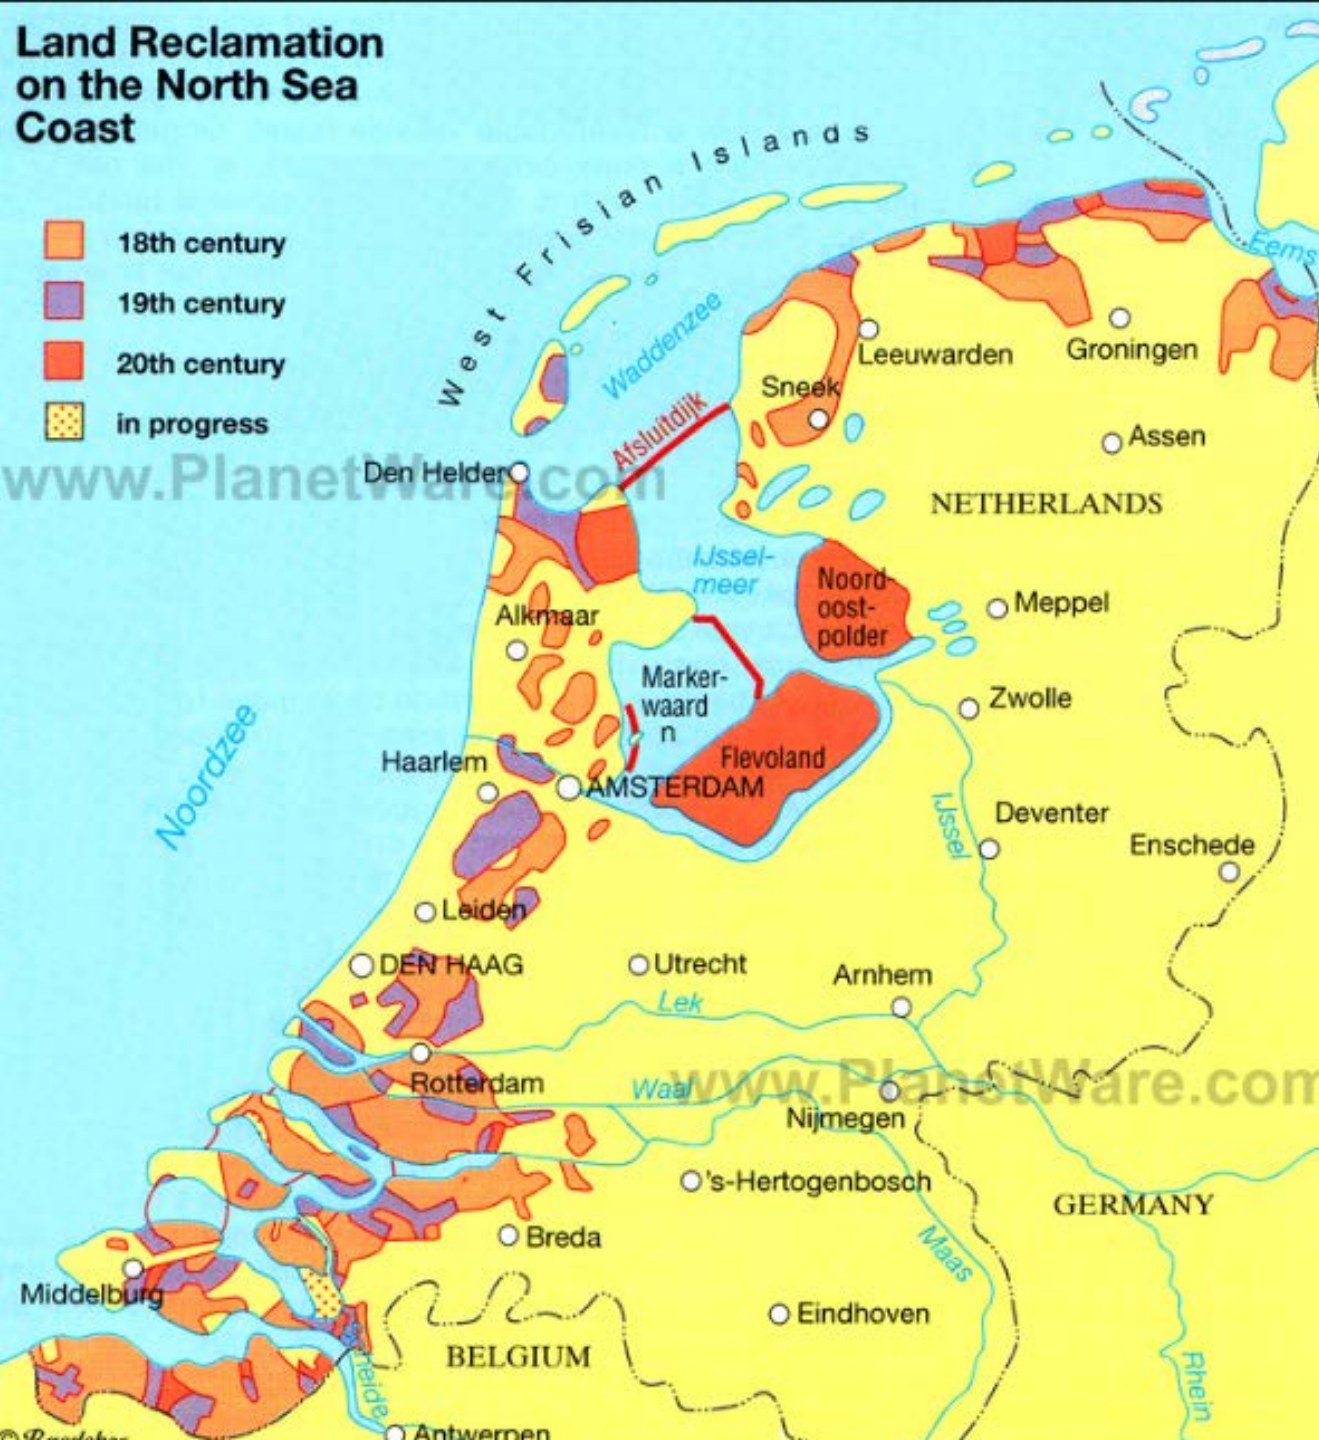 Land Reclamation
on the North Sea
Coast
18th century
19th century
20th century
in progress
West Frisian Islands
Waddenzee
Eems
Leeuwarden
Groningen
Sneek
Afsluitdijk
Assen
Den Helder
www.PlanetWare.com
NETHERLANDS
IJssel-
meer
Noord-
oost-
polder
Meppel
Alkmaar
Marker-
waard
n
Zwolle
Noordzee
Flevoland
Haarlem
AMSTERDAM
IJssel
Deventer
Enschede
Leiden
DEN HAAG
Utrecht
Arnhem
Lek
Rotterdam
Waal
www.PlanetWare.com
Nijmegen
's-Hertogenbosch
GERMANY
Breda
Maas
Middelburg
Eindhoven
BELGIUM
Rhein
Schelde
Antwerpen
© Baedeker